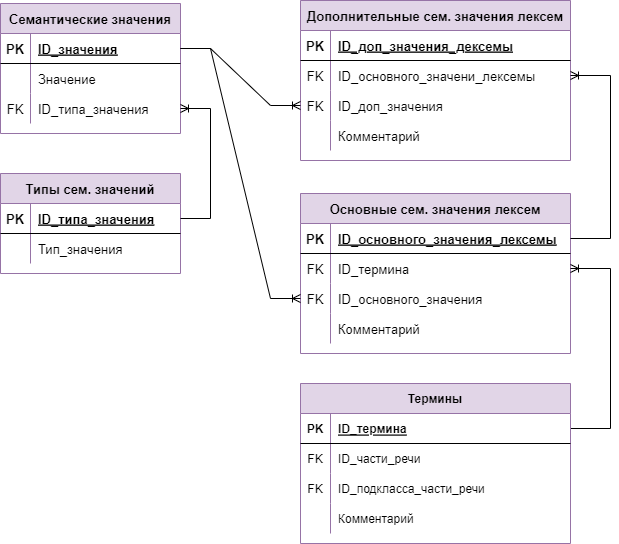 Семантические значения
PK ID_значения
Значение
FK ID_типа_значения
Типы сем. значений
PK ID_типа_значения
Тип_значения
Дополнительные сем. значения лексем
PK ID_доп_значения_дексемы
FK ID_основного_значени_лексемы
FK ID_доп_значения
Комментарий
Основные сем. значения лексем
PK ID_основного_значения_лексемы
FK ID_термина
FK ID_основного_значения
Комментарий
Термины
PK ID_термина
FK ID_части_речи
FK ID_подкласса_части_речи
Комментарий